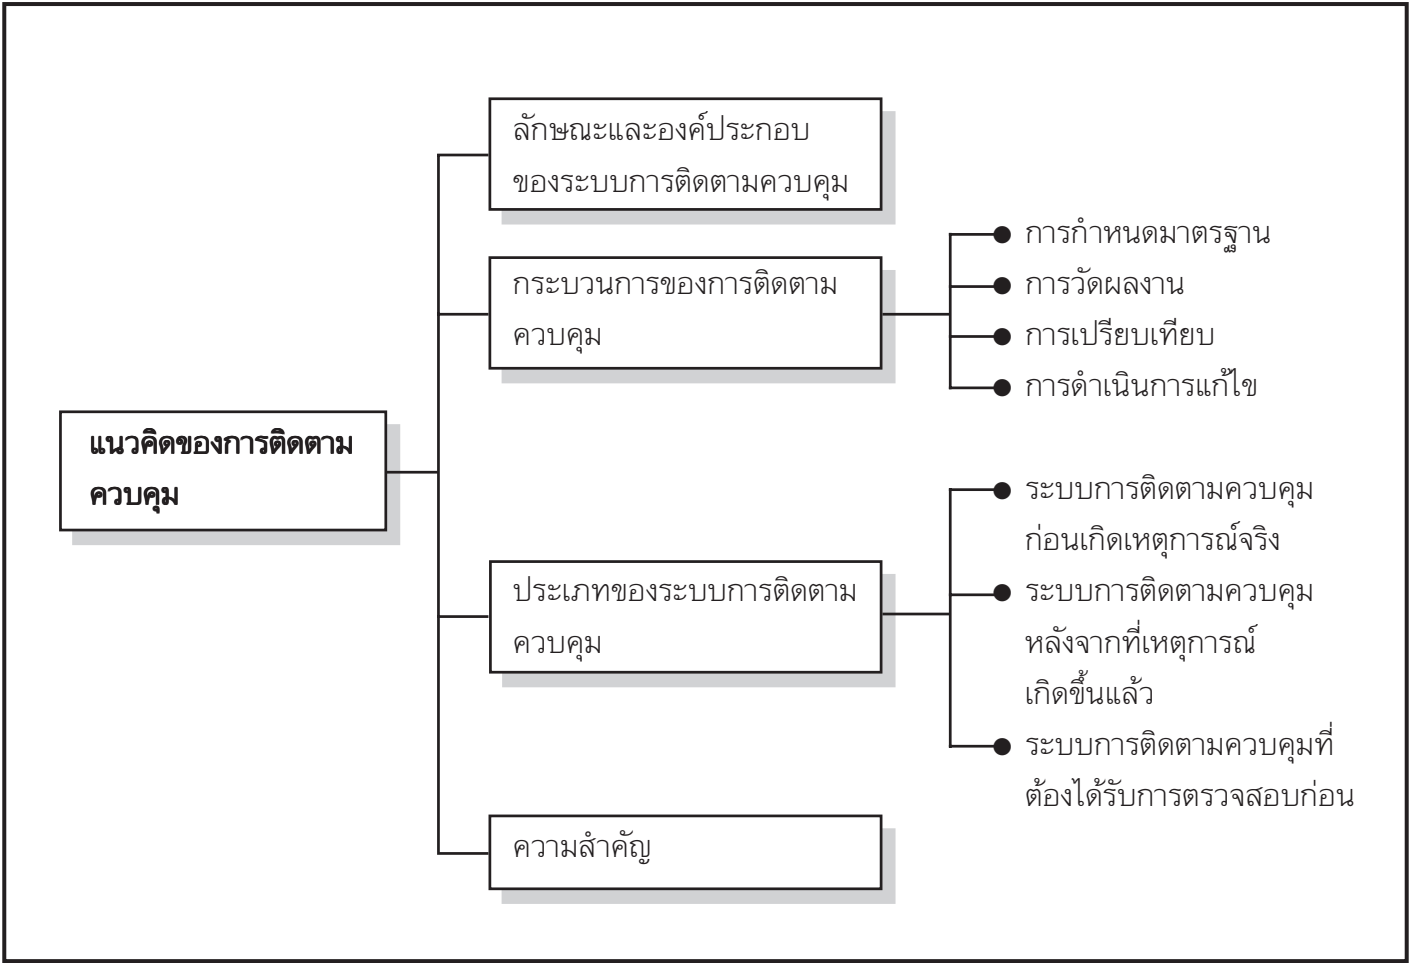 ลักษณะและองค์ประกอบ
ของระบบการติดตามควบคุม
กระบวนการของการติดตาม
ควบคุม
การกำหนดมาตรฐาน
การวัดผลงาน
การเปรียบเทียบ
การดำเนินการแก้ไข
แนวคิดของการติดตาม
ควบคุม
ประเภทของระบบการติดตาม
ควบคุม
ระบบการติดตามควบคุม
ก่อนเกิดเหตุการณ์จริง
ระบบการติดตามควบคุม
หลังจากที่เหตุการณ์
เกิดขึ้นแล้ว
ระบบการติดตามควบคุมที่
ต้องได้รับการตรวจสอบก่อน
ความสำคัญ